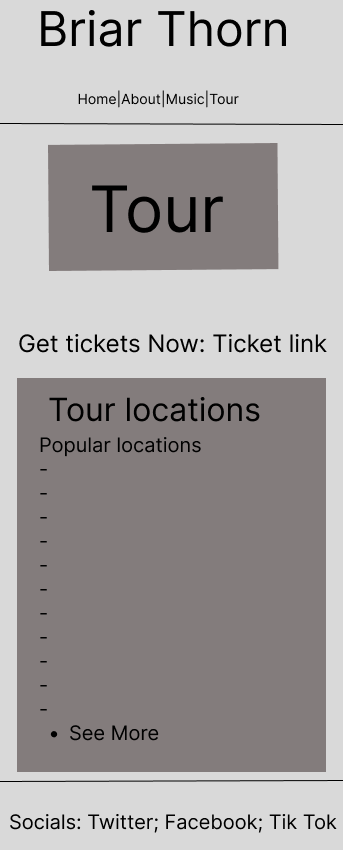 Briar Thorn
Home|About|Music|Tour
Tour
Get tickets Now: Ticket link
Tour locations
Popular locations
-
-
-
-
-
-
-
-
-
-
-
• See More
Socials: Twitter; Facebook; Tik Tok